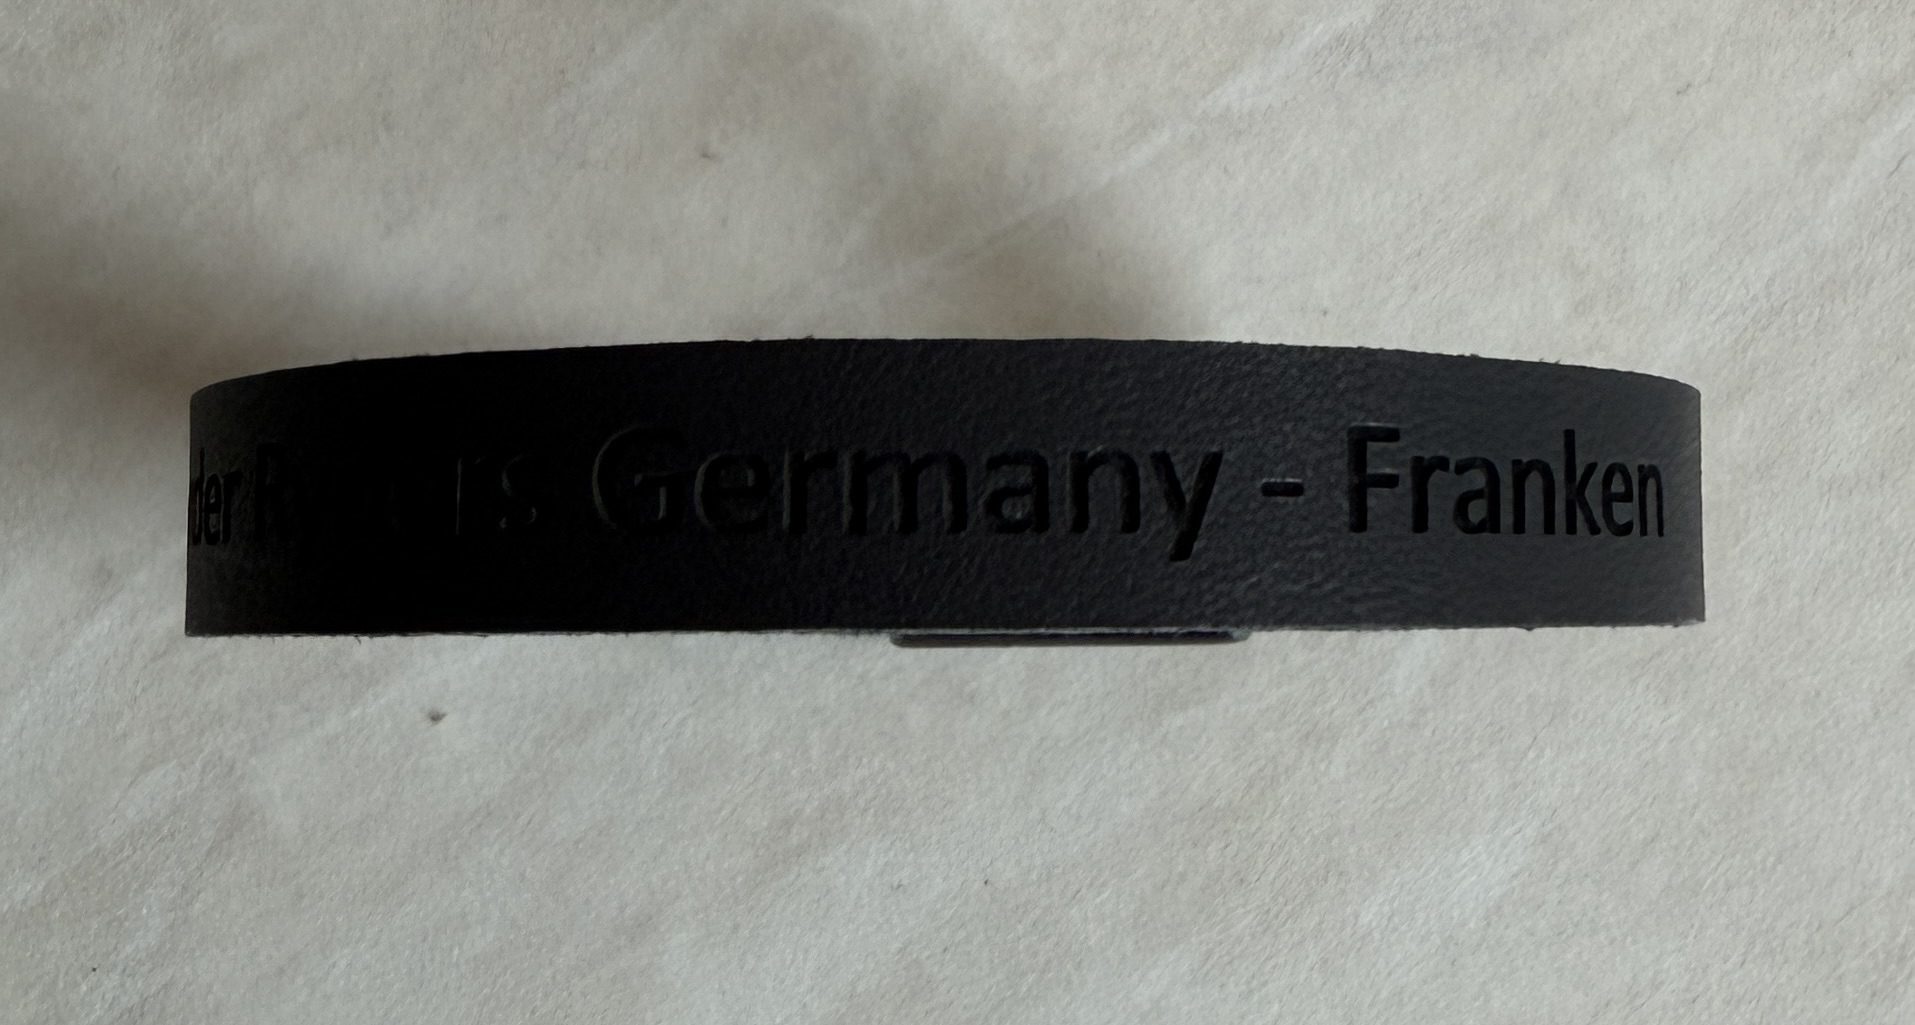 der Germany - Franken